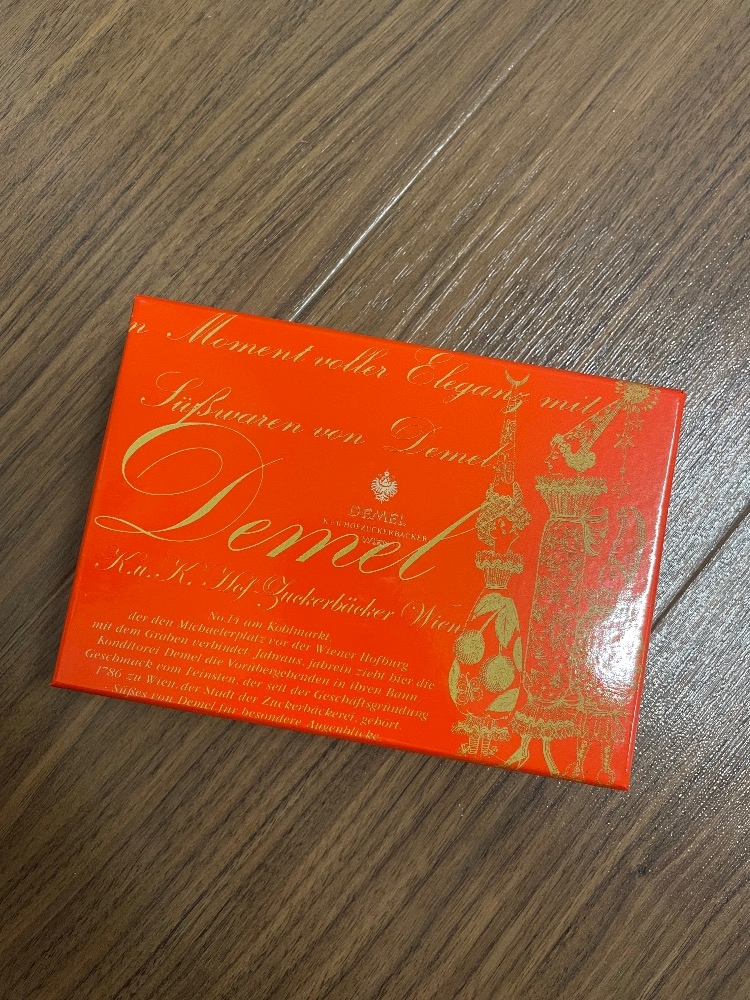 n Moment voller Eleganz mit
Süßwaren von Demel
Demel
DEMEL
K.u.K. HOFZUCKERBÄCKER
WIEN
K.u.K. Hof-Zuckerbäcker Wien
No.14 am Kohlmarkt,
der den Michaelerplatz vor der Wiener Hofburg
mit dem Graben verbindet. Jahraus, jahrein zieht hier die
Konditorei Demel die Vorübergehenden in ihren Bann.
Geschmack vom Feinsten, der seit der Geschäftsgründung
1786 zu Wien, der Stadt der Zuckerbäckerei, gehört.
Süßes von Demel für besondere Augenblicke.